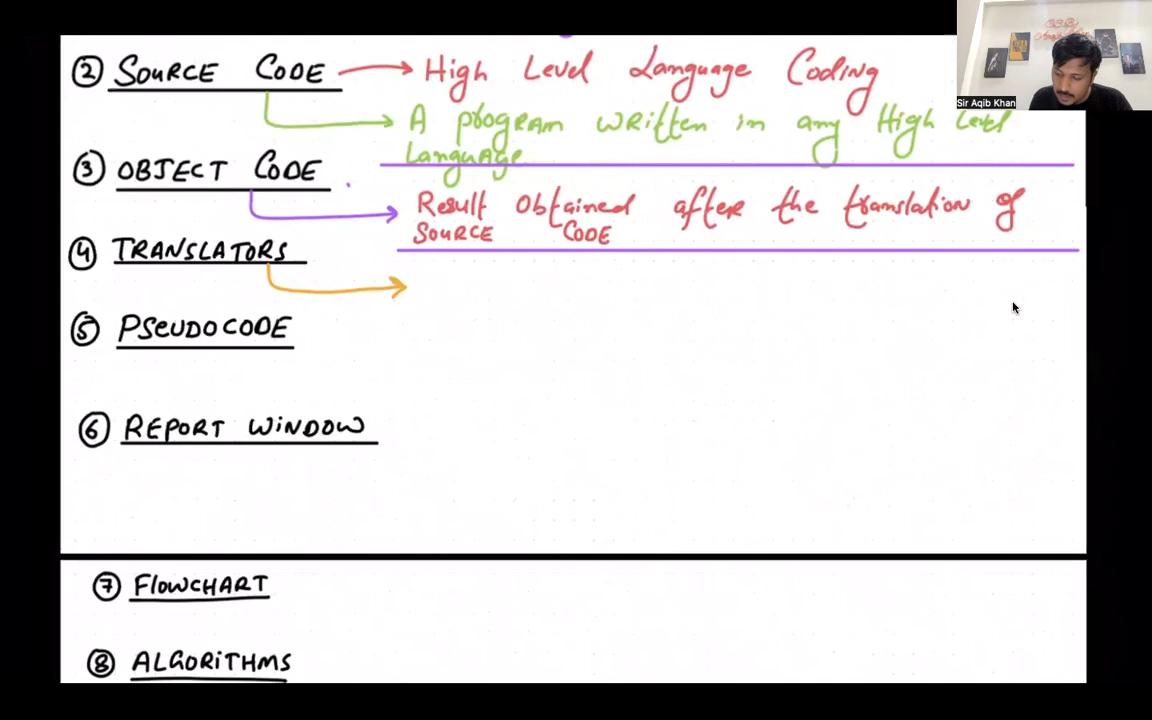 ② SOURCE CODE → High Level Language Coding
A program written in any High Level
Language
③ OBJECT CODE
Result Obtained after the translation of
SOURCE CODE
④ TRANSLATORS
⑤ PSEUDOCODE
⑥ REPORT WINDOW
⑦ FLOWCHART
⑧ ALGORITHMS
Sir Aqib Khan